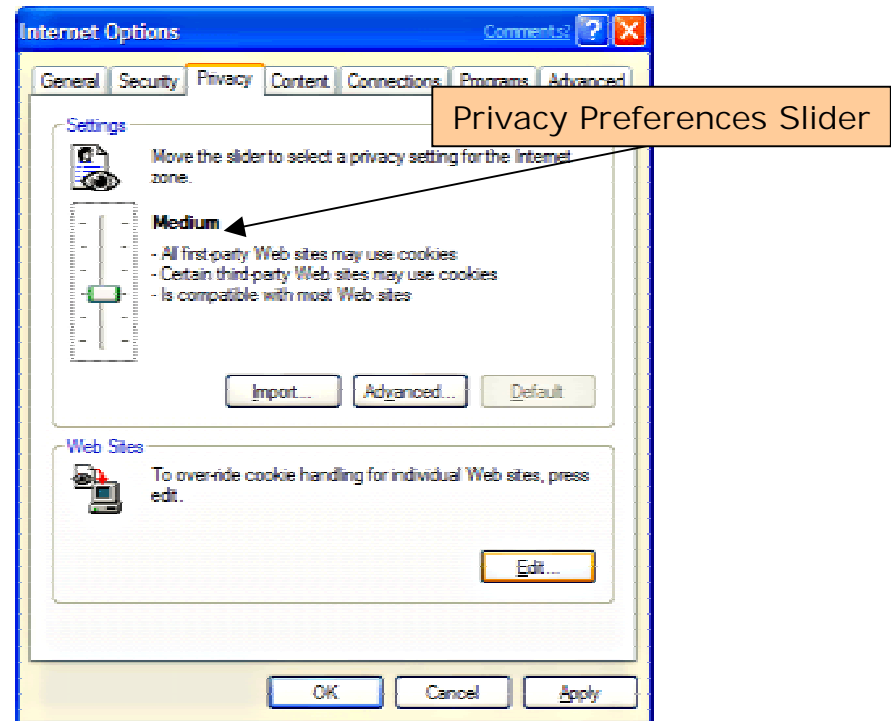 Internet Options
Comments?
General Security Privacy Content Connections Programs Advanced
Privacy Preferences Slider
Settings
Move the slider to select a privacy setting for the Internet
zone.
Medium
- All first-party Web sites may use cookies
- Certain third-party Web sites may use cookies
- Is compatible with most Web sites
Import... Advanced... Default
Web Sites
To over-ride cookie handling for individual Web sites, press
edit.
Edit...
OK Cancel Apply